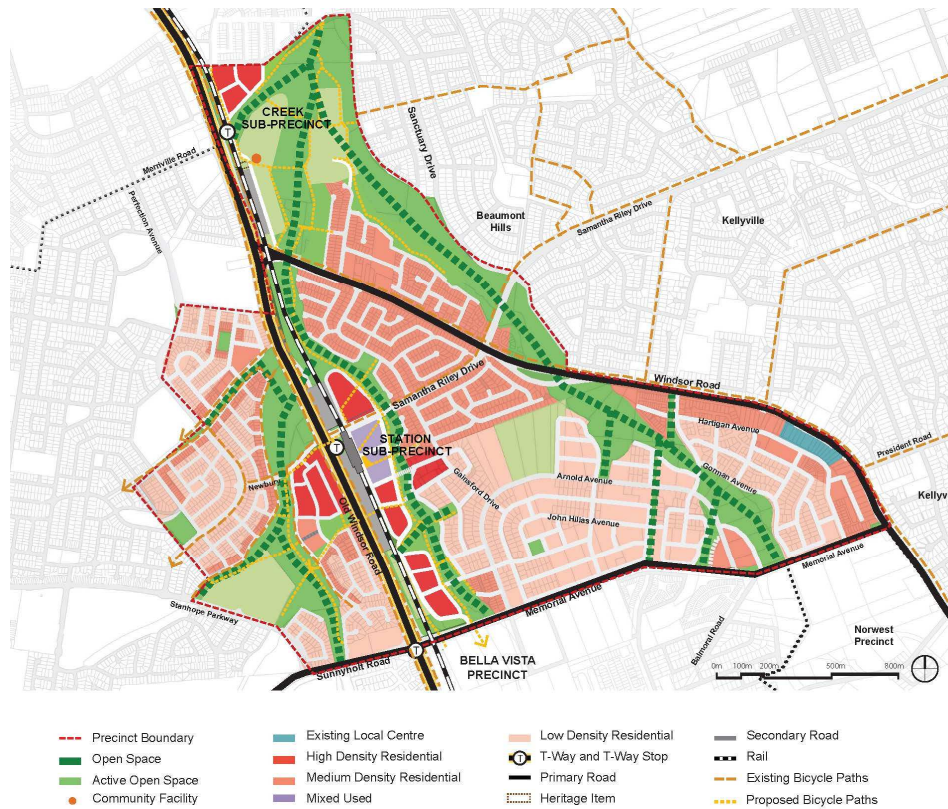 CREEK
SUB-PRECINCT
T
Merriville Road
Perfection Avenue
Sanctuary Drive
Beaumont
Hills
Samantha Riley Drive
Kellyville
Windsor Road
Samantha Riley Drive
STATION
SUB-PRECINCT
T
Hartigan Avenue
President Road
Newbury
Old Windsor Road
Gainsford Drive
Arnold Avenue
Gorman Avenue
Kellyv
John Hillas Avenue
Memorial Avenue
Memorial Avenue
Stanhope Parkway
Balmoral Road
Norwest
Precinct
Sunnyholt Road
T
BELLA VISTA
PRECINCT
0m 100m 200m 500m 800m
Precinct Boundary
Open Space
Active Open Space
Community Facility
Existing Local Centre
High Density Residential
Medium Density Residential
Mixed Used
Low Density Residential
T T-Way and T-Way Stop
Primary Road
Heritage Item
Secondary Road
Rail
Existing Bicycle Paths
Proposed Bicycle Paths